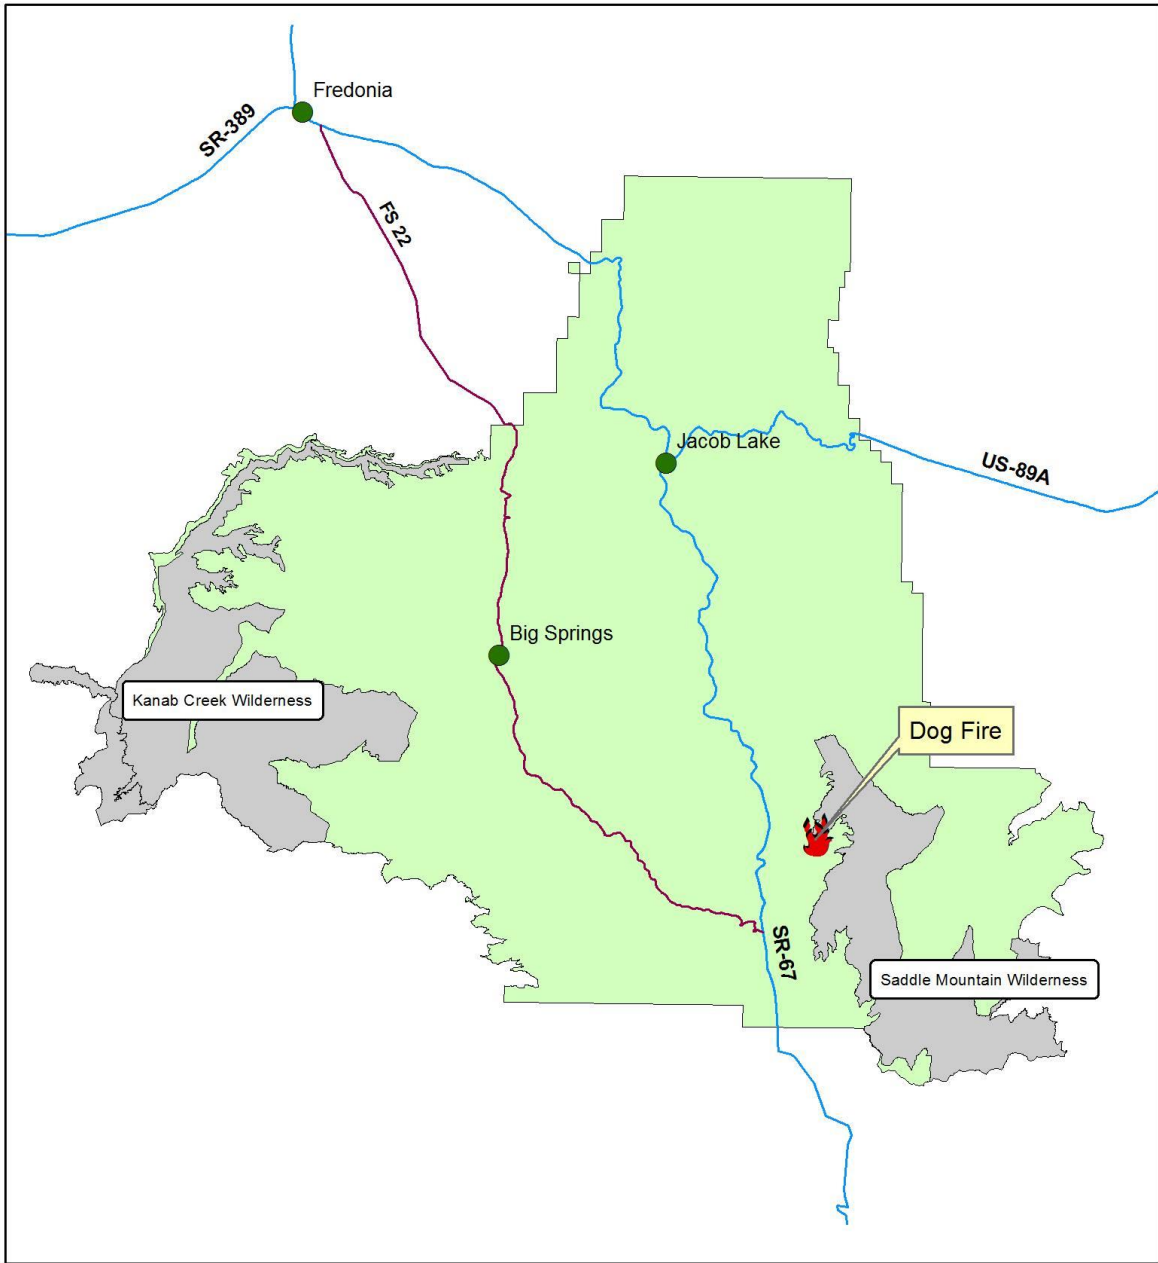 Fredonia
SR-389
FS 22
Jacob Lake
US-89A
Big Springs
Kanab Creek Wilderness
Dog Fire
SR-67
Saddle Mountain Wilderness